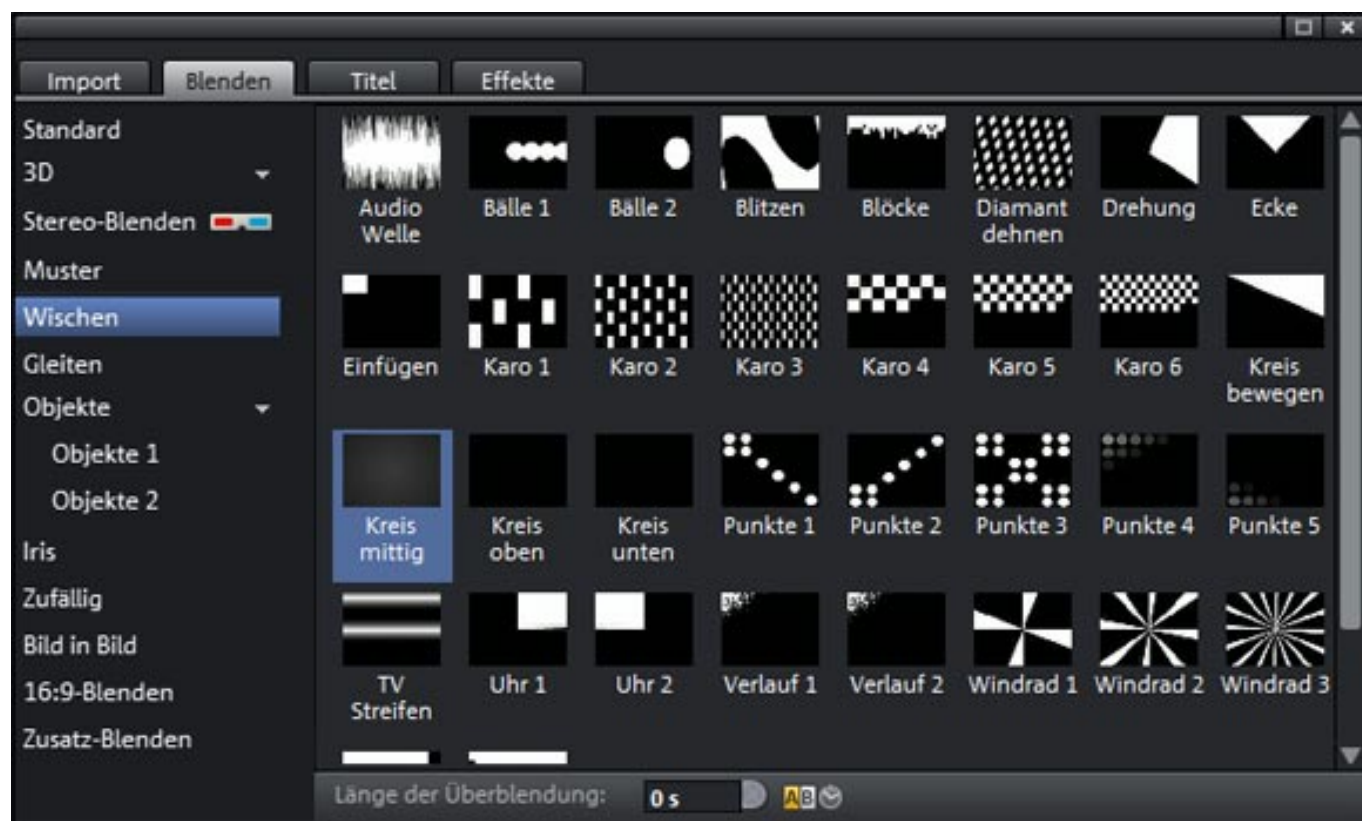 Import Blenden Titel Effekte
Standard
3D
Stereo-Blenden
Muster
Wischen
Gleiten
Objekte
Objekte 1
Objekte 2
Iris
Zufällig
Bild in Bild
16:9-Blenden
Zusatz-Blenden
Audio Welle
Bälle 1
Bälle 2
Blitzen
Blöcke
Diamant dehnen
Drehung
Ecke
Einfügen
Karo 1
Karo 2
Karo 3
Karo 4
Karo 5
Karo 6
Kreis bewegen
Kreis mittig
Kreis oben
Kreis unten
Punkte 1
Punkte 2
Punkte 3
Punkte 4
Punkte 5
TV Streifen
Uhr 1
Uhr 2
Verlauf 1
Verlauf 2
Windrad 1
Windrad 2
Windrad 3
Länge der Überblendung: 0 s AB